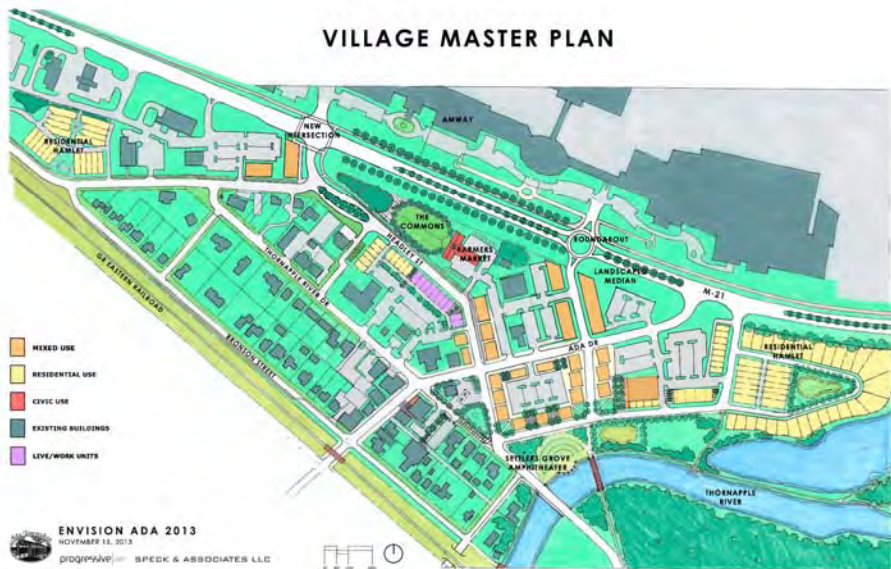 VILLAGE MASTER PLAN
AMWAY
NEW
INTERSECTION
RESIDENTIAL
HAMLET
THE
COMMONS
FARMERS
MARKET
ROUNDABOUT
HEADLEY ST
LANDSCAPED
MEDIAN
M-21
THORNAPPLE RIVER DR
GR EASTERN RAILROAD
BRONSON STREET
ADA DR
RESIDENTIAL
HAMLET
MIXED USE
RESIDENTIAL USE
CIVIC USE
EXISTING BUILDINGS
LIVE/WORK UNITS
SETTLERS GROVE
AMPHITHEATER
THORNAPPLE
RIVER
ENVISION ADA 2013
NOVEMBER 15, 2013
progressive SPECK & ASSOCIATES LLC